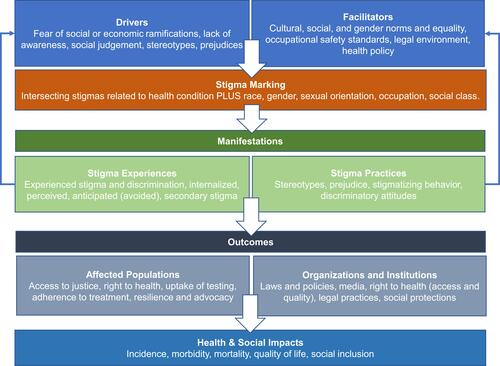 Drivers
Fear of social or economic ramifications, lack of
awareness, social judgement, stereotypes, prejudices
Facilitators
Cultural, social, and gender norms and equality,
occupational safety standards, legal environment,
health policy
Stigma Marking
Intersecting stigmas related to health condition PLUS race, gender, sexual orientation, occupation, social class.
Manifestations
Stigma Experiences
Experienced stigma and discrimination, internalized,
perceived, anticipated (avoided), secondary stigma
Stigma Practices
Stereotypes, prejudice, stigmatizing behavior,
discriminatory attitudes
Outcomes
Affected Populations
Access to justice, right to health, uptake of testing,
adherence to treatment, resilience and advocacy
Organizations and Institutions
Laws and policies, media, right to health (access and
quality), legal practices, social protections
Health & Social Impacts
Incidence, morbidity, mortality, quality of life, social inclusion